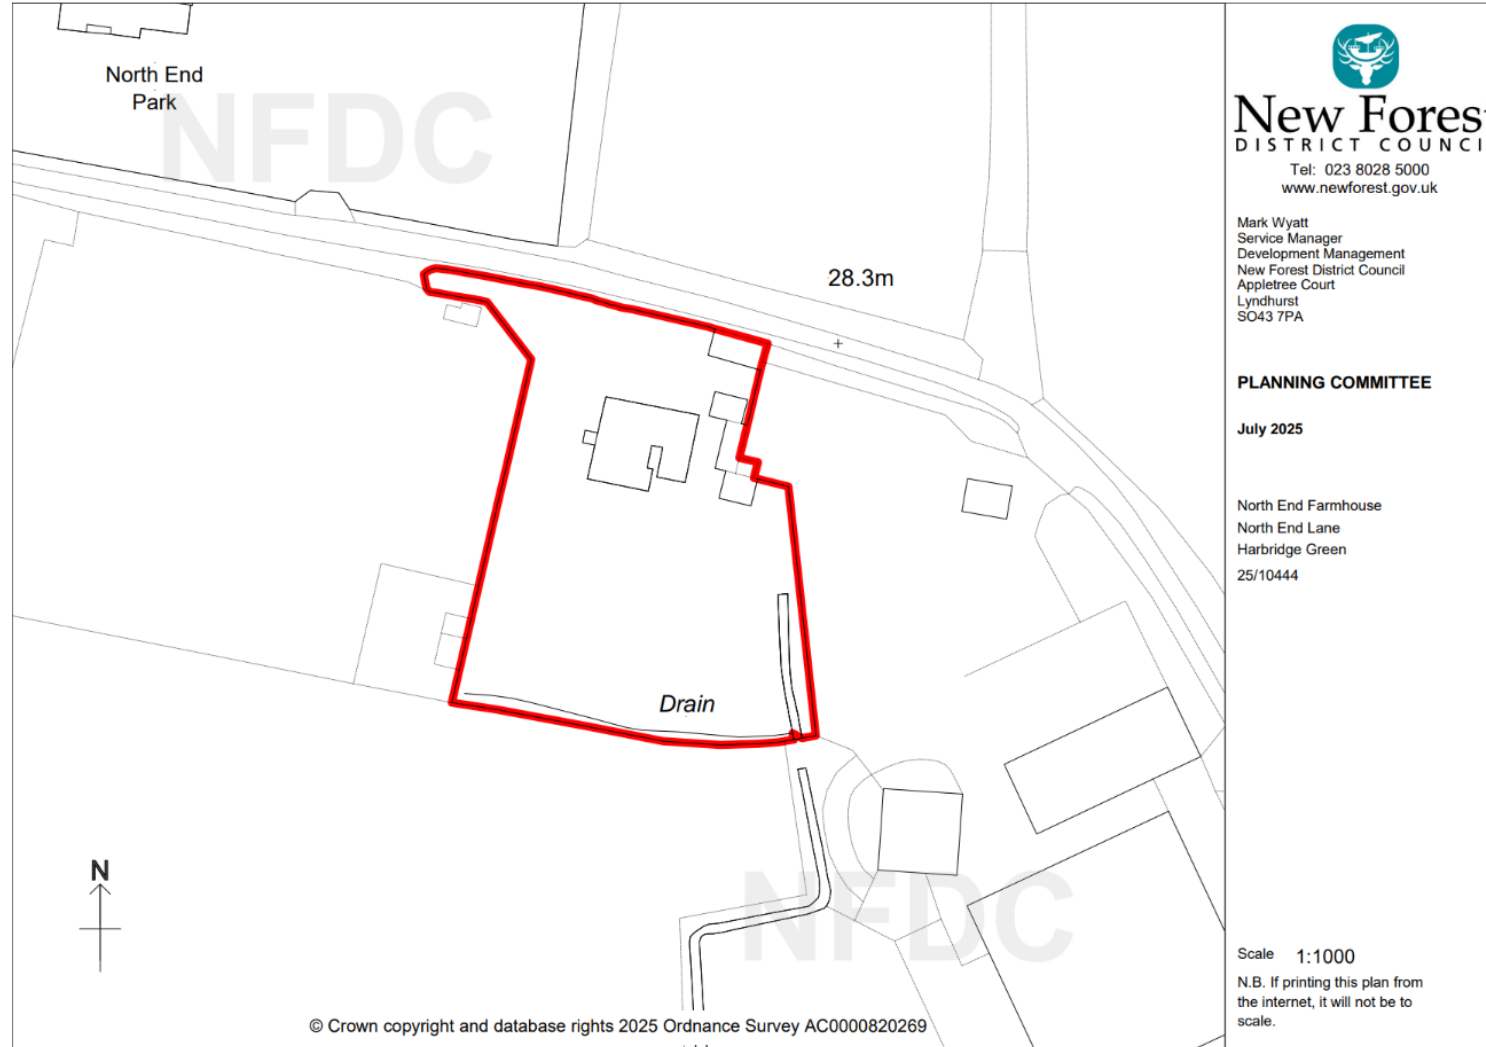 North End
Park
NFDC
28.3m
Drain
N
NFDC
© Crown copyright and database rights 2025 Ordnance Survey AC0000820269
New Fores
DISTRICT COUNCI
Tel: 023 8028 5000
www.newforest.gov.uk
Mark Wyatt
Service Manager
Development Management
New Forest District Council
Appletree Court
Lyndhurst
SO43 7PA
PLANNING COMMITTEE
July 2025
North End Farmhouse
North End Lane
Harbridge Green
25/10444
Scale 1:1000
N.B. If printing this plan from
the internet, it will not be to
scale.